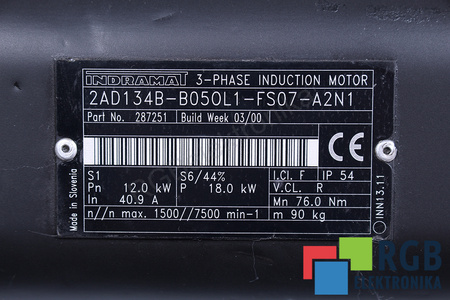 INDRAMAT 3-PHASE INDUCTION MOTOR
2AD134B-B05OL1-FS07-A2N1
Part No. 287251 Build Week 03/00
CE
Made in Slovenia
S1 S6/44% I.CI. F IP 54
Pn 12.0 kW P 18.0 kW V.CL. R
In 40.9 A Mn 76.0 Nm
n//n max. 1500//7500 min-1 m 90 kg
INN13.11
RGB
ELEKTRONIKA